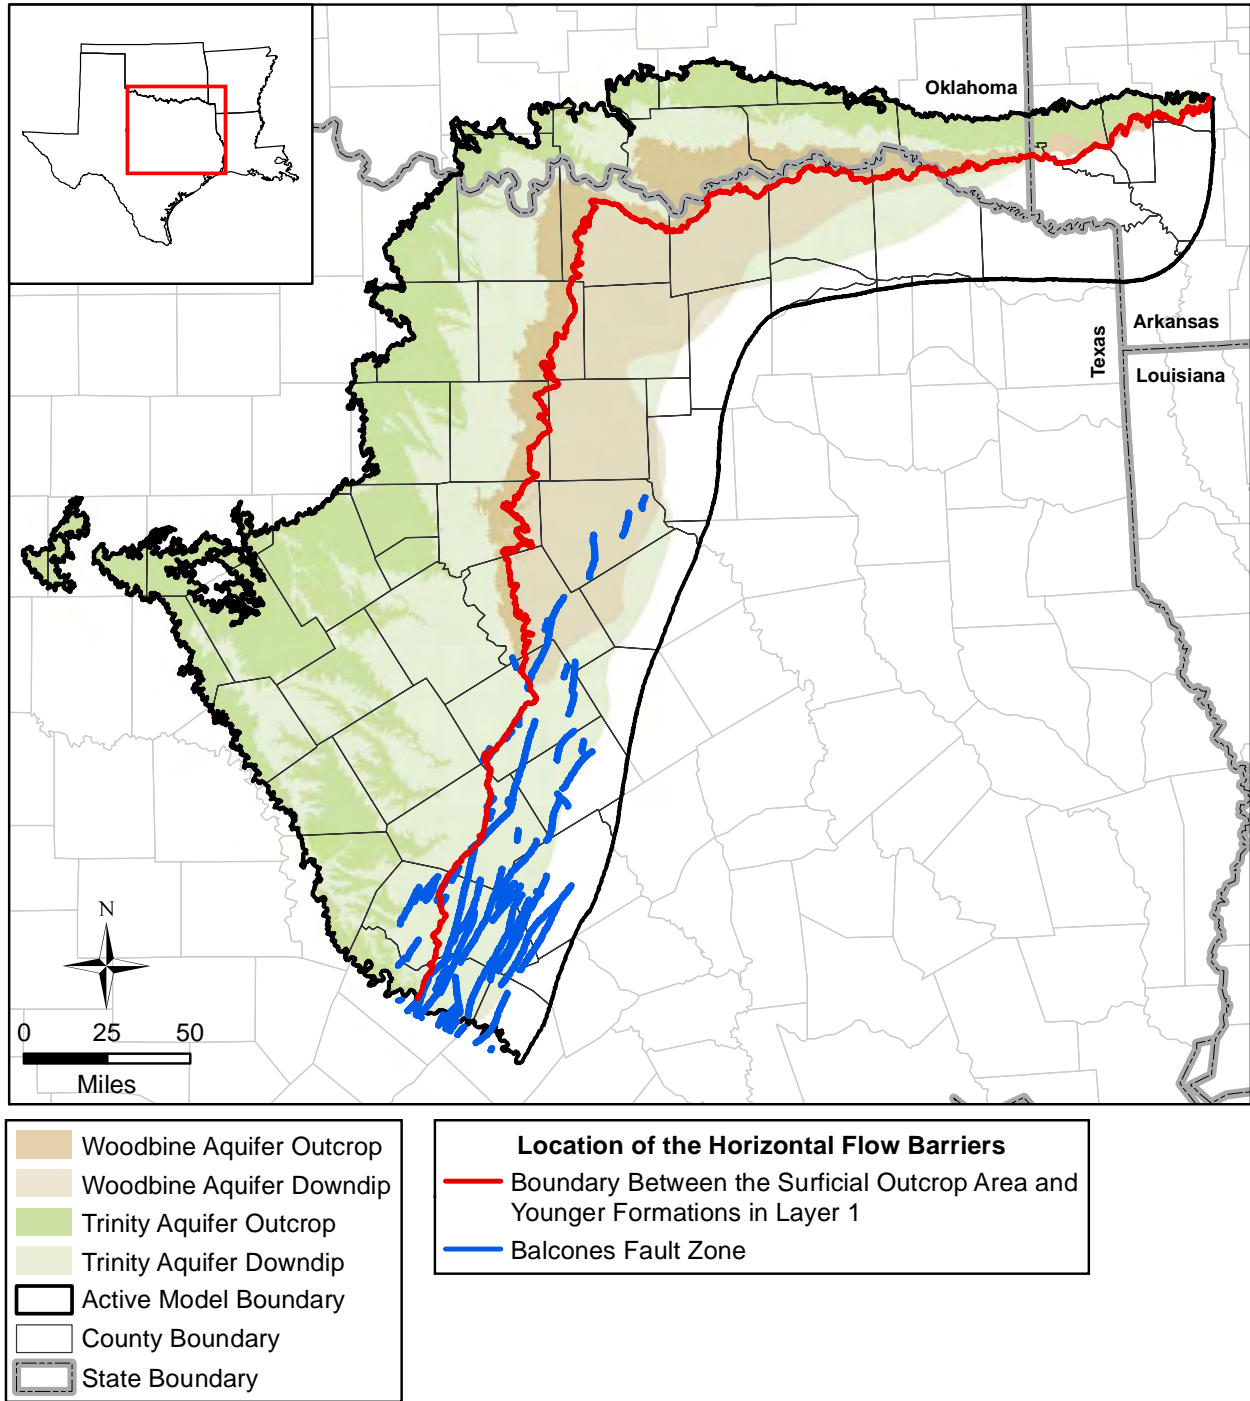 Oklahoma
Texas
Arkansas
Louisiana
N
0 25 50
Miles
Woodbine Aquifer Outcrop
Woodbine Aquifer Downdip
Trinity Aquifer Outcrop
Trinity Aquifer Downdip
Active Model Boundary
County Boundary
State Boundary
Location of the Horizontal Flow Barriers
Boundary Between the Surficial Outcrop Area and
Younger Formations in Layer 1
Balcones Fault Zone